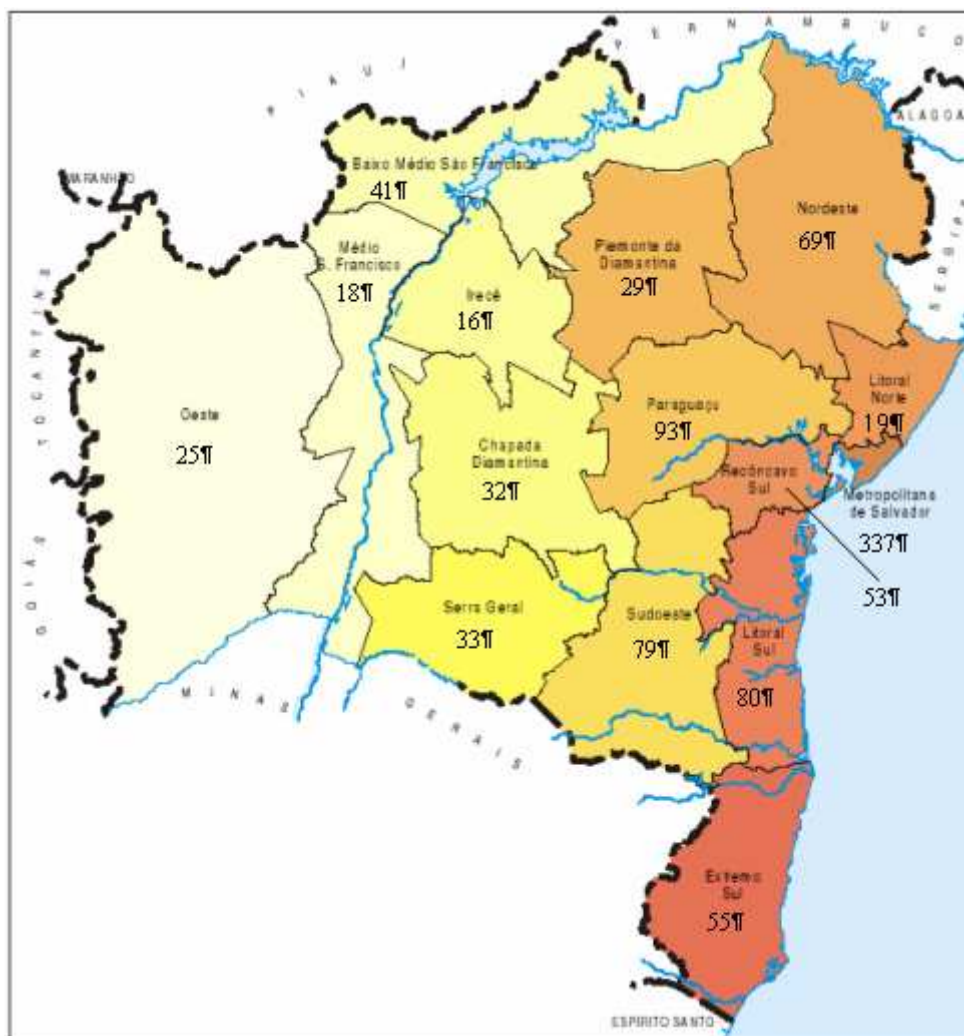 PERNAMBUCO
PIAUÍ
ALAGOA
MARANHÃO
Baixo Médio São Francisco
41¶
Nordeste
69¶
SERGIPE
Médio
S. Francisco
18¶
Piemonte da
Diamantina
29¶
Irecê
16¶
TOCANTINS
Litoral
Norte
19¶
Oeste
25¶
Paraguaçu
93¶
Chapada
Diamantina
32¶
Recôncavo
Sul
Metropolitana
de Salvador
337¶
53¶
GOIÁS
Serra Geral
33¶
Sudoeste
79¶
Litoral
Sul
80¶
MINAS GERAIS
Extremo
Sul
55¶
ESPÍRITO SANTO